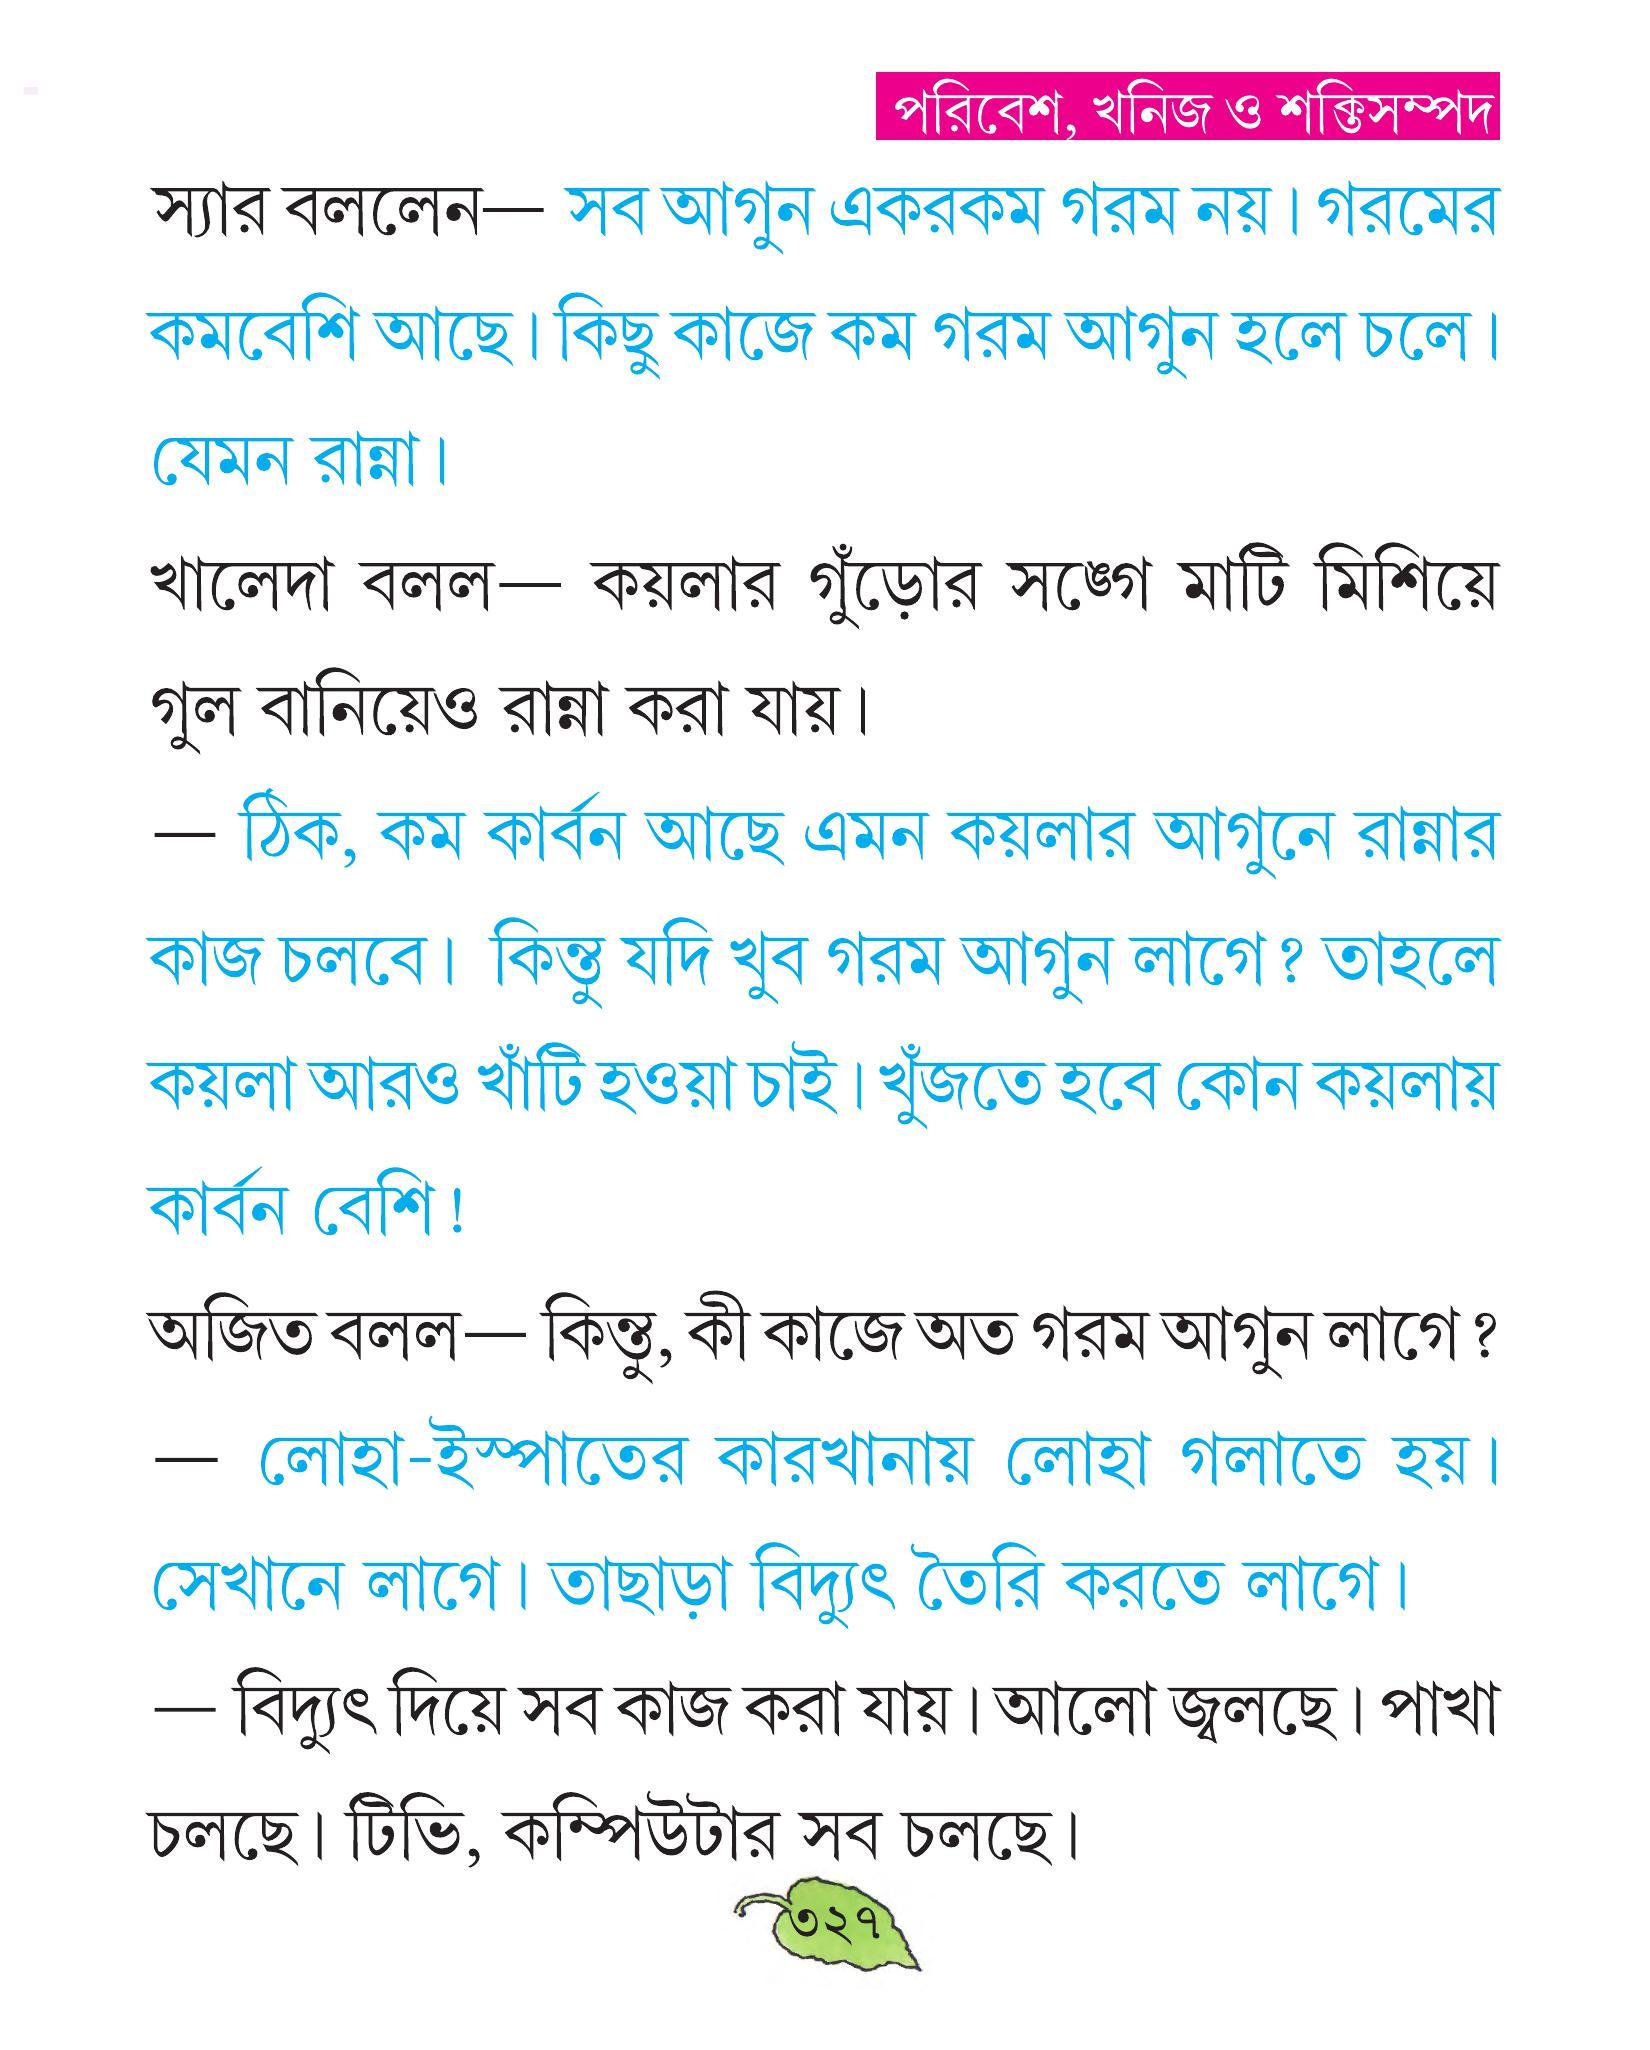 পরিবেশ, খনিজ ও শক্তিসম্পদ
স্যার বললেন— সব আগুন একরকম গরম নয়। গরমের
কমবেশি আছে। কিছু কাজে কম গরম আগুন হলে চলে।
যেমন রান্না।
খালেদা বলল— কয়লার গুঁড়োর সঙ্গে মাটি মিশিয়ে
গুল বানিয়েও রান্না করা যায়।
— ঠিক, কম কার্বন আছে এমন কয়লার আগুনে রান্নার
কাজ চলবে। কিন্তু যদি খুব গরম আগুন লাগে? তাহলে
কয়লা আরও খাঁটি হওয়া চাই। খুঁজতে হবে কোন কয়লায়
কার্বন বেশি!
অজিত বলল— কিন্তু, কী কাজে অত গরম আগুন লাগে?
— লোহা-ইস্পাতের কারখানায় লোহা গলাতে হয়।
সেখানে লাগে। তাছাড়া বিদ্যুৎ তৈরি করতে লাগে।
— বিদ্যুৎ দিয়ে সব কাজ করা যায়। আলো জ্বলছে। পাখা
চলছে। টিভি, কম্পিউটার সব চলছে।
৩২৭